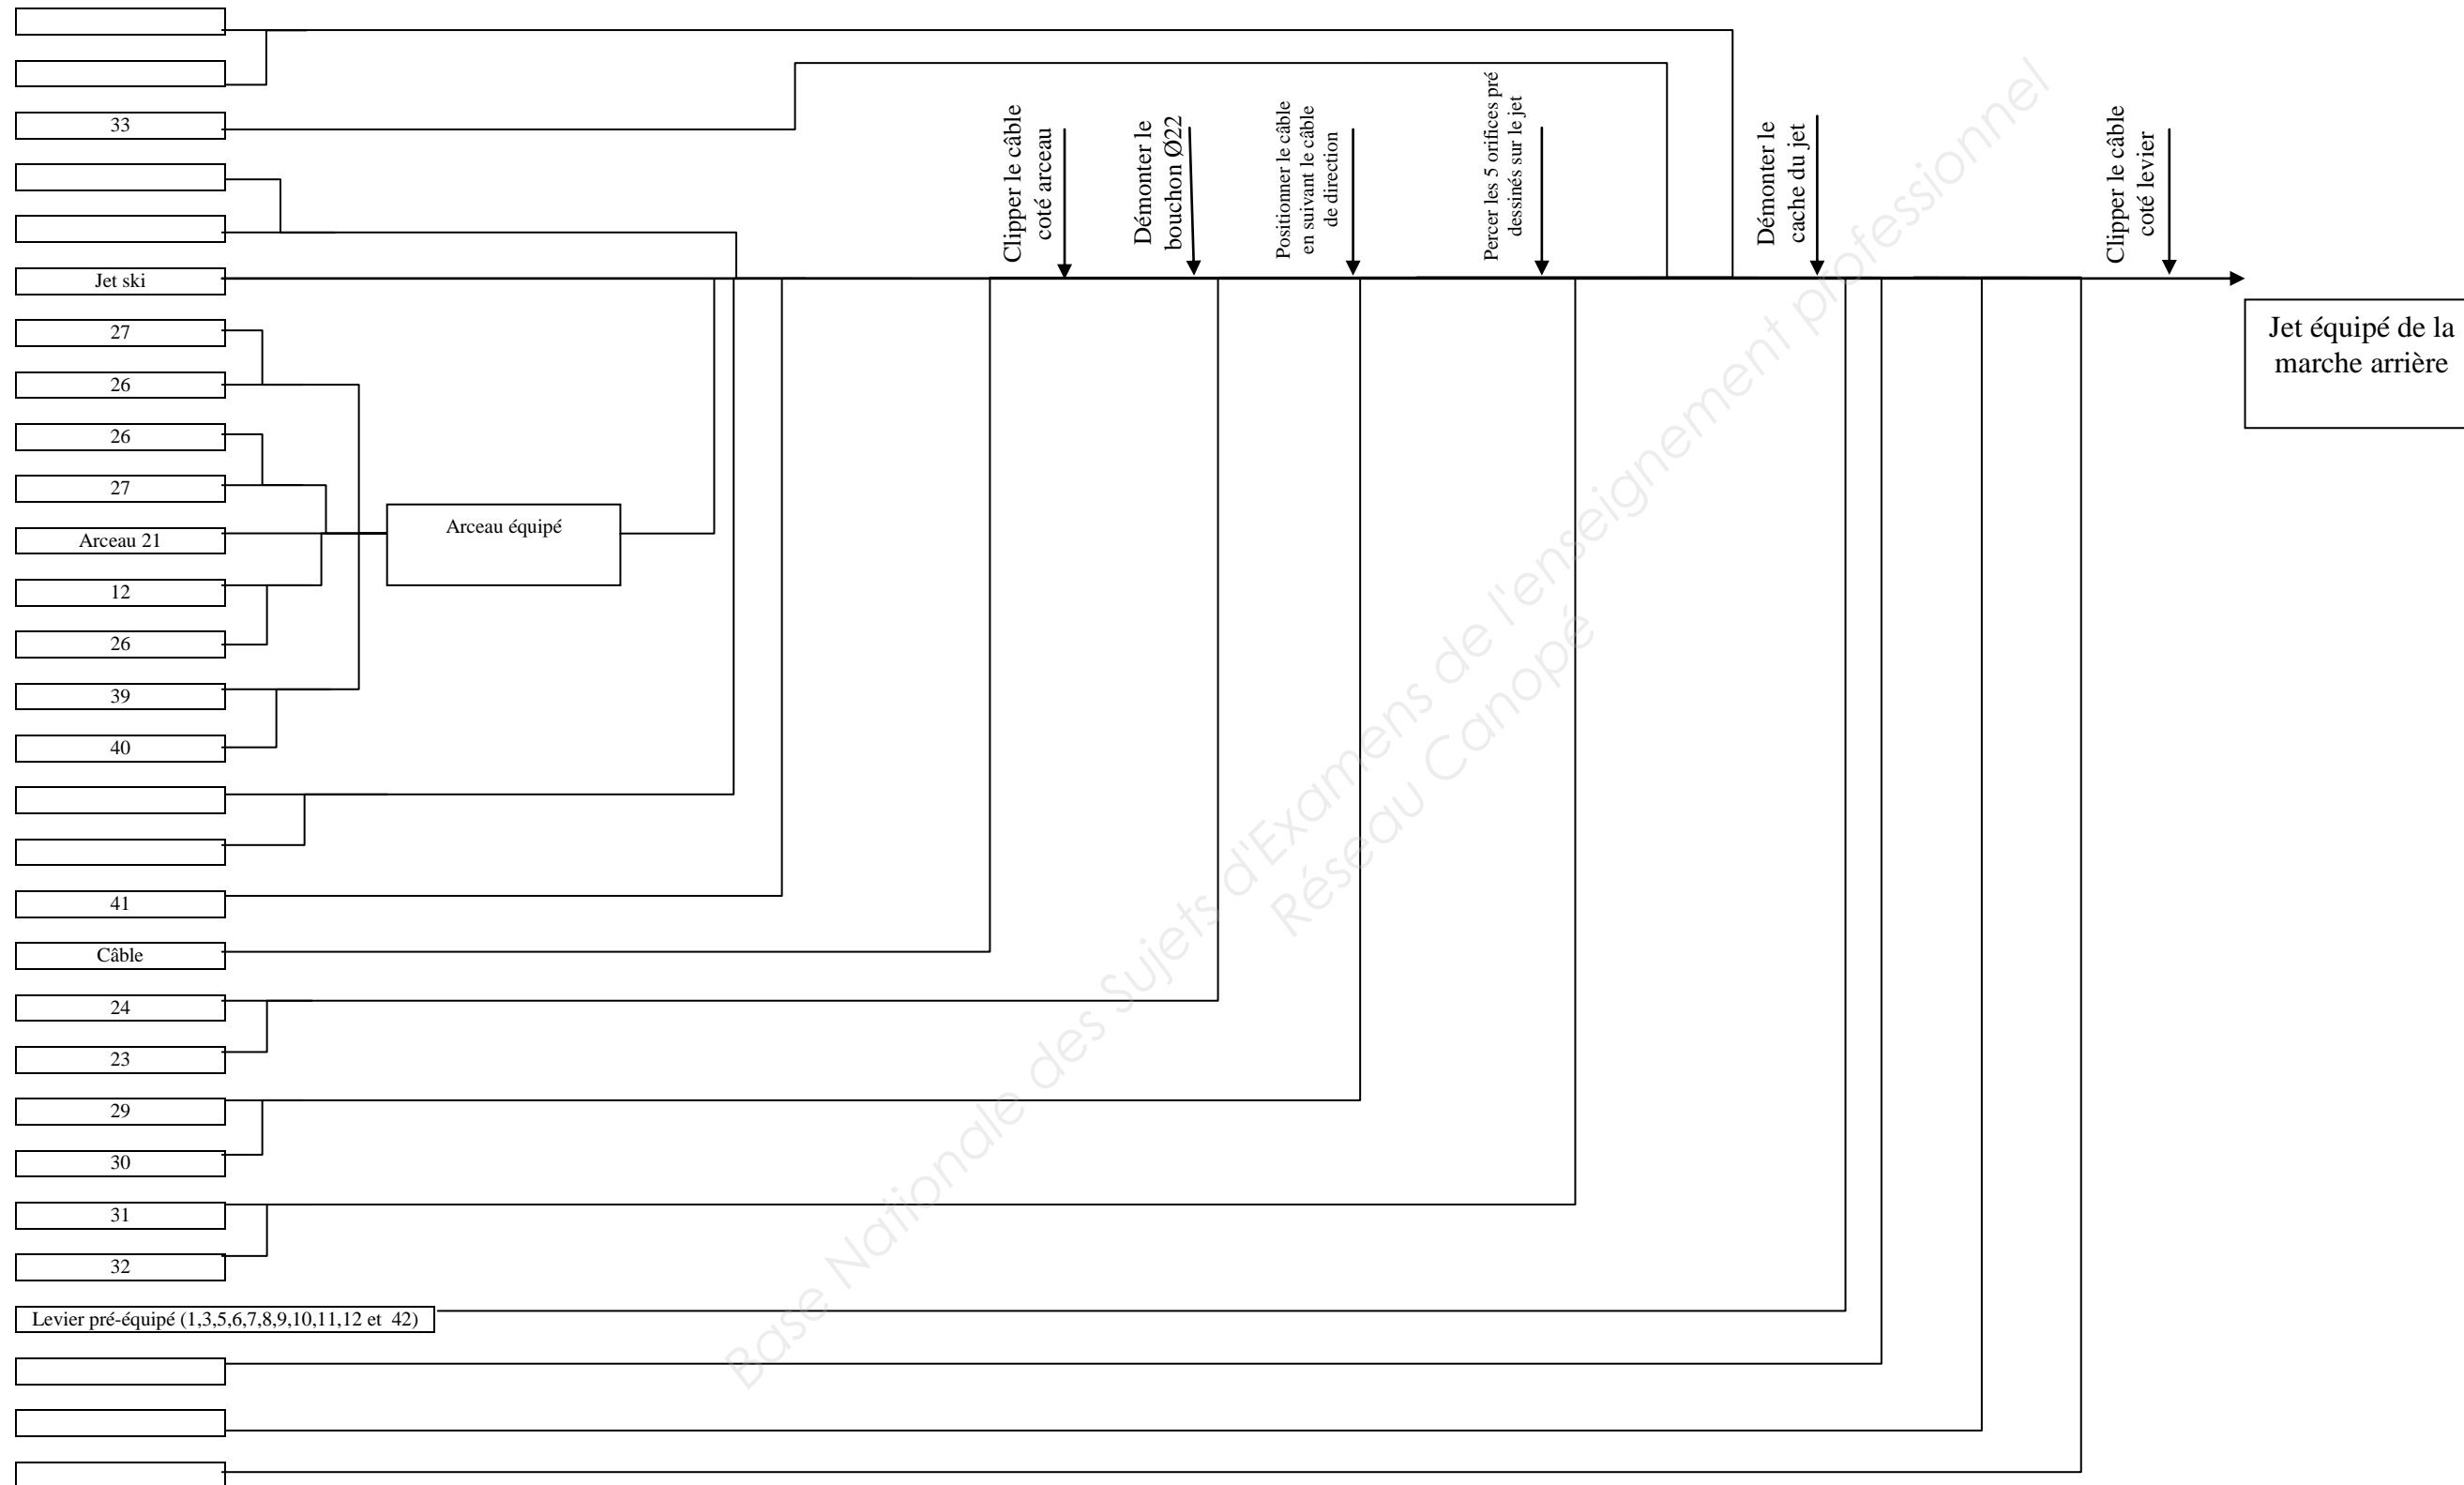 33
Clipper le câble
coté arceau
Démonter le
bouchon Ø22
Positionner le câble
en suivant le câble
de direction
Percer les 5 orifices pré
dessinés sur le jet
Démonter le
cache du jet
Clipper le câble
coté levier
Jet ski
Jet équipé de la
marche arrière
27
26
26
27
Arceau 21
Arceau équipé
12
26
39
40
41
Câble
24
23
29
30
31
32
Levier pré-équipé (1,3,5,6,7,8,9,10,11,12 et  42)
Base Nationale des Sujets d'Examens de l'enseignement professionnel
Réseau Canopé